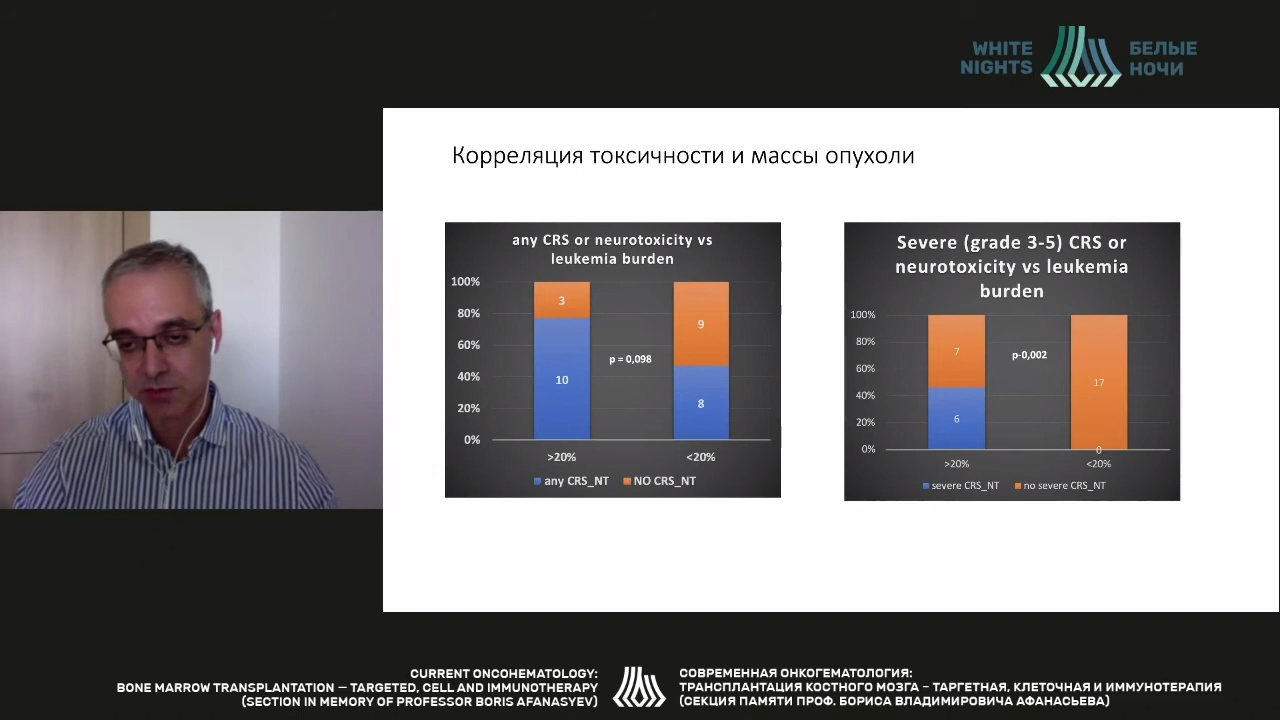 WHITE
NIGHTS
БЕЛЫЕ
НОЧИ
Корреляция токсичности и массы опухоли
any CRS or neurotoxicity vs
leukemia burden
100%
80%
60%
40%
20%
0%
3
10
p = 0,098
9
8
>20%
<20%
any CRS_NT
NO CRS_NT
Severe (grade 3-5) CRS or
neurotoxicity vs leukemia
burden
100%
80%
60%
40%
20%
0%
7
6
p-0,002
17
0
>20%
<20%
severe CRS_NT
no severe CRS_NT
CURRENT ONCOHEMATOLOGY:
BONE MARROW TRANSPLANTATION – TARGETED, CELL AND IMMUNOTHERAPY
(SECTION IN MEMORY OF PROFESSOR BORIS AFANASYEV)
СОВРЕМЕННАЯ ОНКОГЕМАТОЛОГИЯ:
ТРАНСПЛАНТАЦИЯ КОСТНОГО МОЗГА – ТАРГЕТНАЯ, КЛЕТОЧНАЯ И ИММУНОТЕРАПИЯ
(СЕКЦИЯ ПАМЯТИ ПРОФ. БОРИСА ВЛАДИМИРОВИЧА АФАНАСЬЕВА)